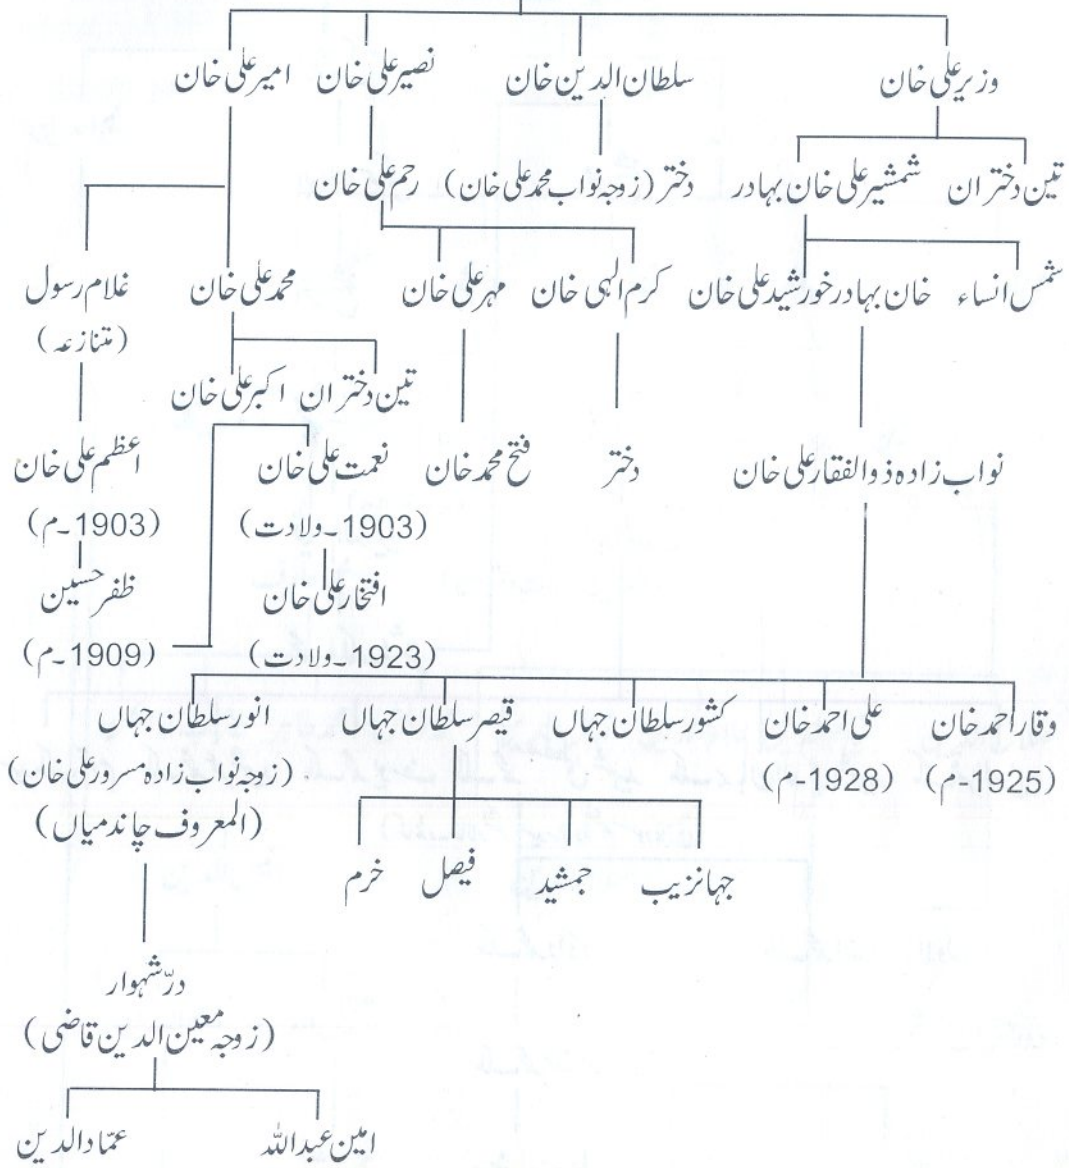 وزیر علی خان سلطان الدین خان نصیر علی خان امیر علی خان
تین دختران شمشیر علی خان بہادر دختر (زوجہ نواب محمد علی خان) رحم علی خان
شمس انساء خان بہادر خورشید علی خان کرم الٰہی خان مہر علی خان محمد علی خان غلام رسول
(متنازعہ)
تین دختران اکبر علی خان
نواب زادہ ذوالفقار علی خان دختر فتح محمد خان نعمت علی خان اعظم علی خان
(1903۔ولادت) (1903۔م)
افتخار علی خان ظفر حسین
(1923۔ولادت) (1909۔م)
وقار احمد خان علی احمد خان کشور سلطان جہاں قیصر سلطان جہاں انور سلطان جہاں
(1925-م) (1928-م) (زوجہ نواب زادہ مسرور علی خان)
(المعروف چاند میاں)
جہانزیب جمشید فیصل خرم
درّ شہوار
(زوجہ معین الدین قاضی)
امین عبداللہ عمّاد الدین